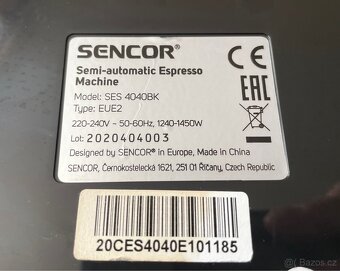 SENCOR®
Semi-automatic Espresso
Machine
Model: SES 4040BK
Type: EUE2
220-240V ~ 50-60Hz, 1240-1450W
Lot: 2020404003
Designed by SENCOR® in Europe, Made in China
SENCOR, Černokostelecká 1621, 251 01 Říčany, Czech Republic
CE
EAC
20CES4040E101185
© Bazos.cz